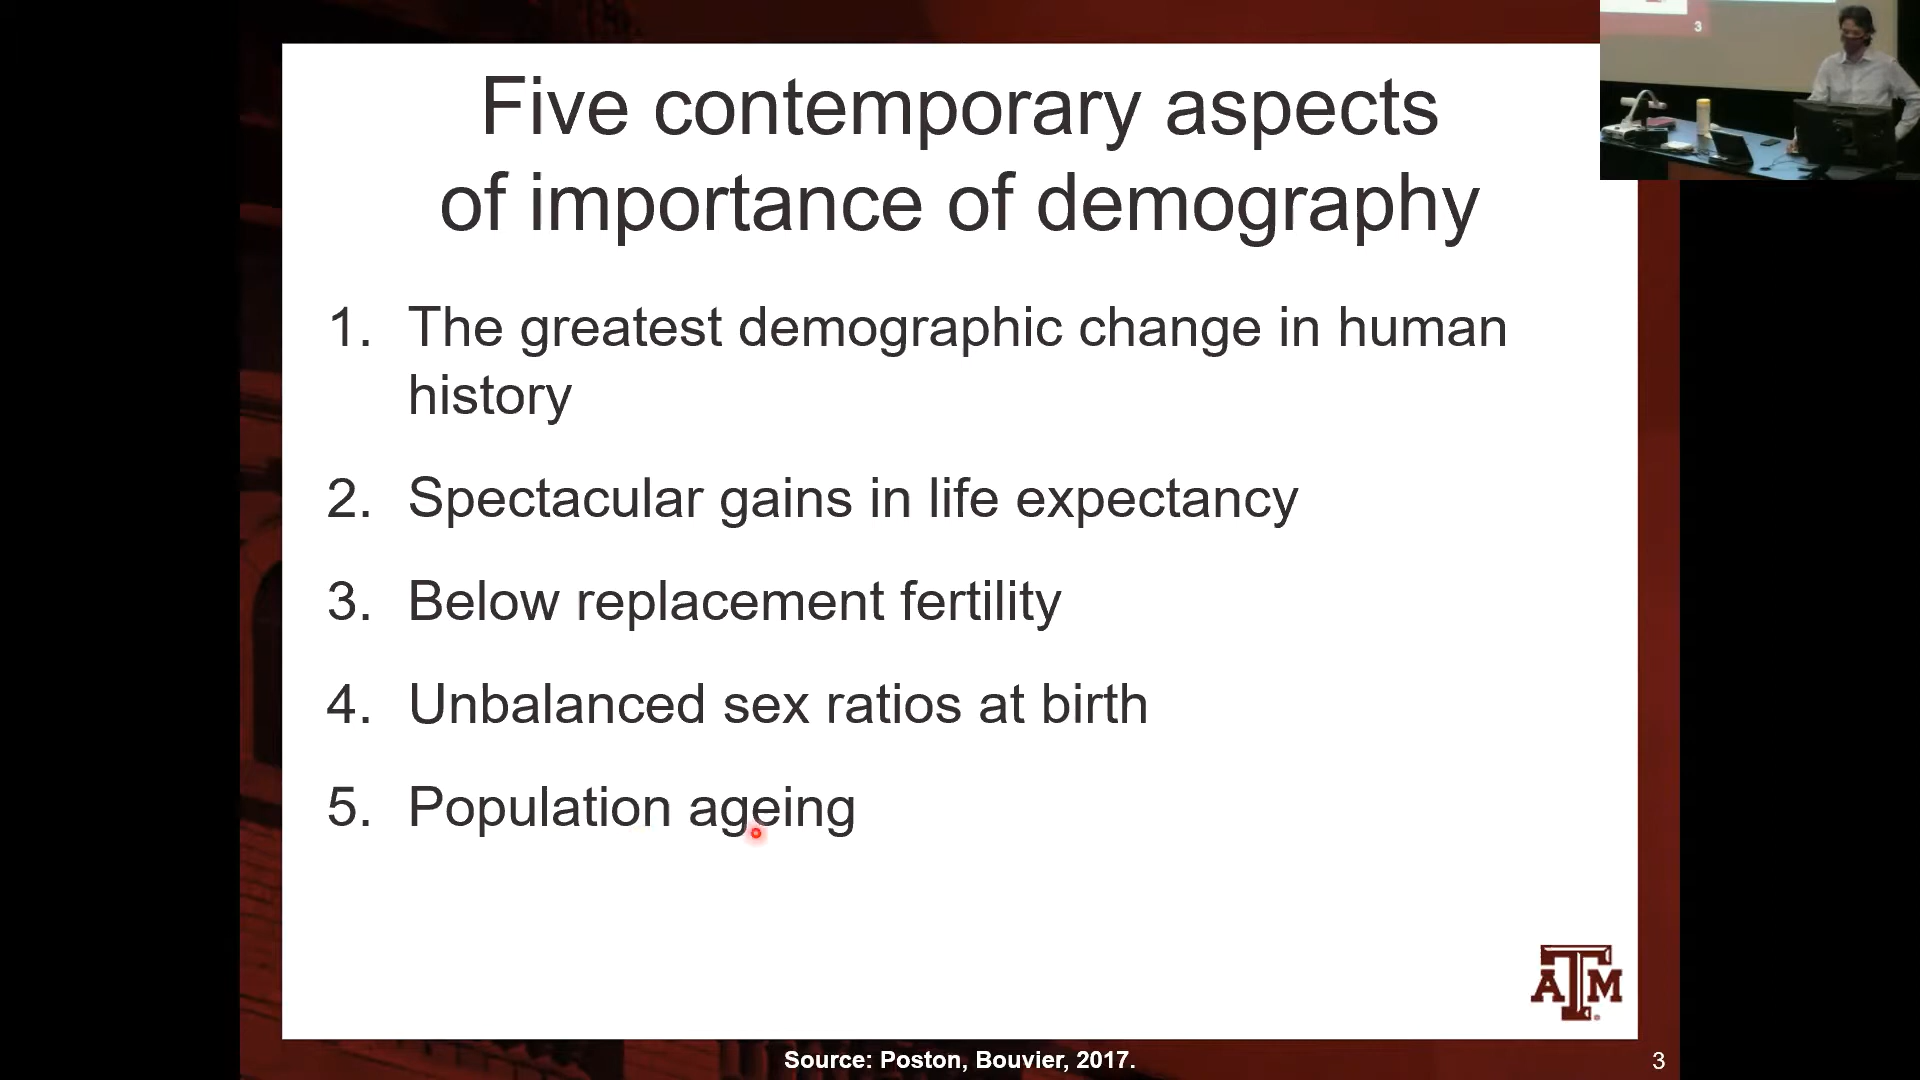 Five contemporary aspects
of importance of demography
1. The greatest demographic change in human
history
2. Spectacular gains in life expectancy
3. Below replacement fertility
4. Unbalanced sex ratios at birth
5. Population ageing
ATM
Source: Poston, Bouvier, 2017.
3
3